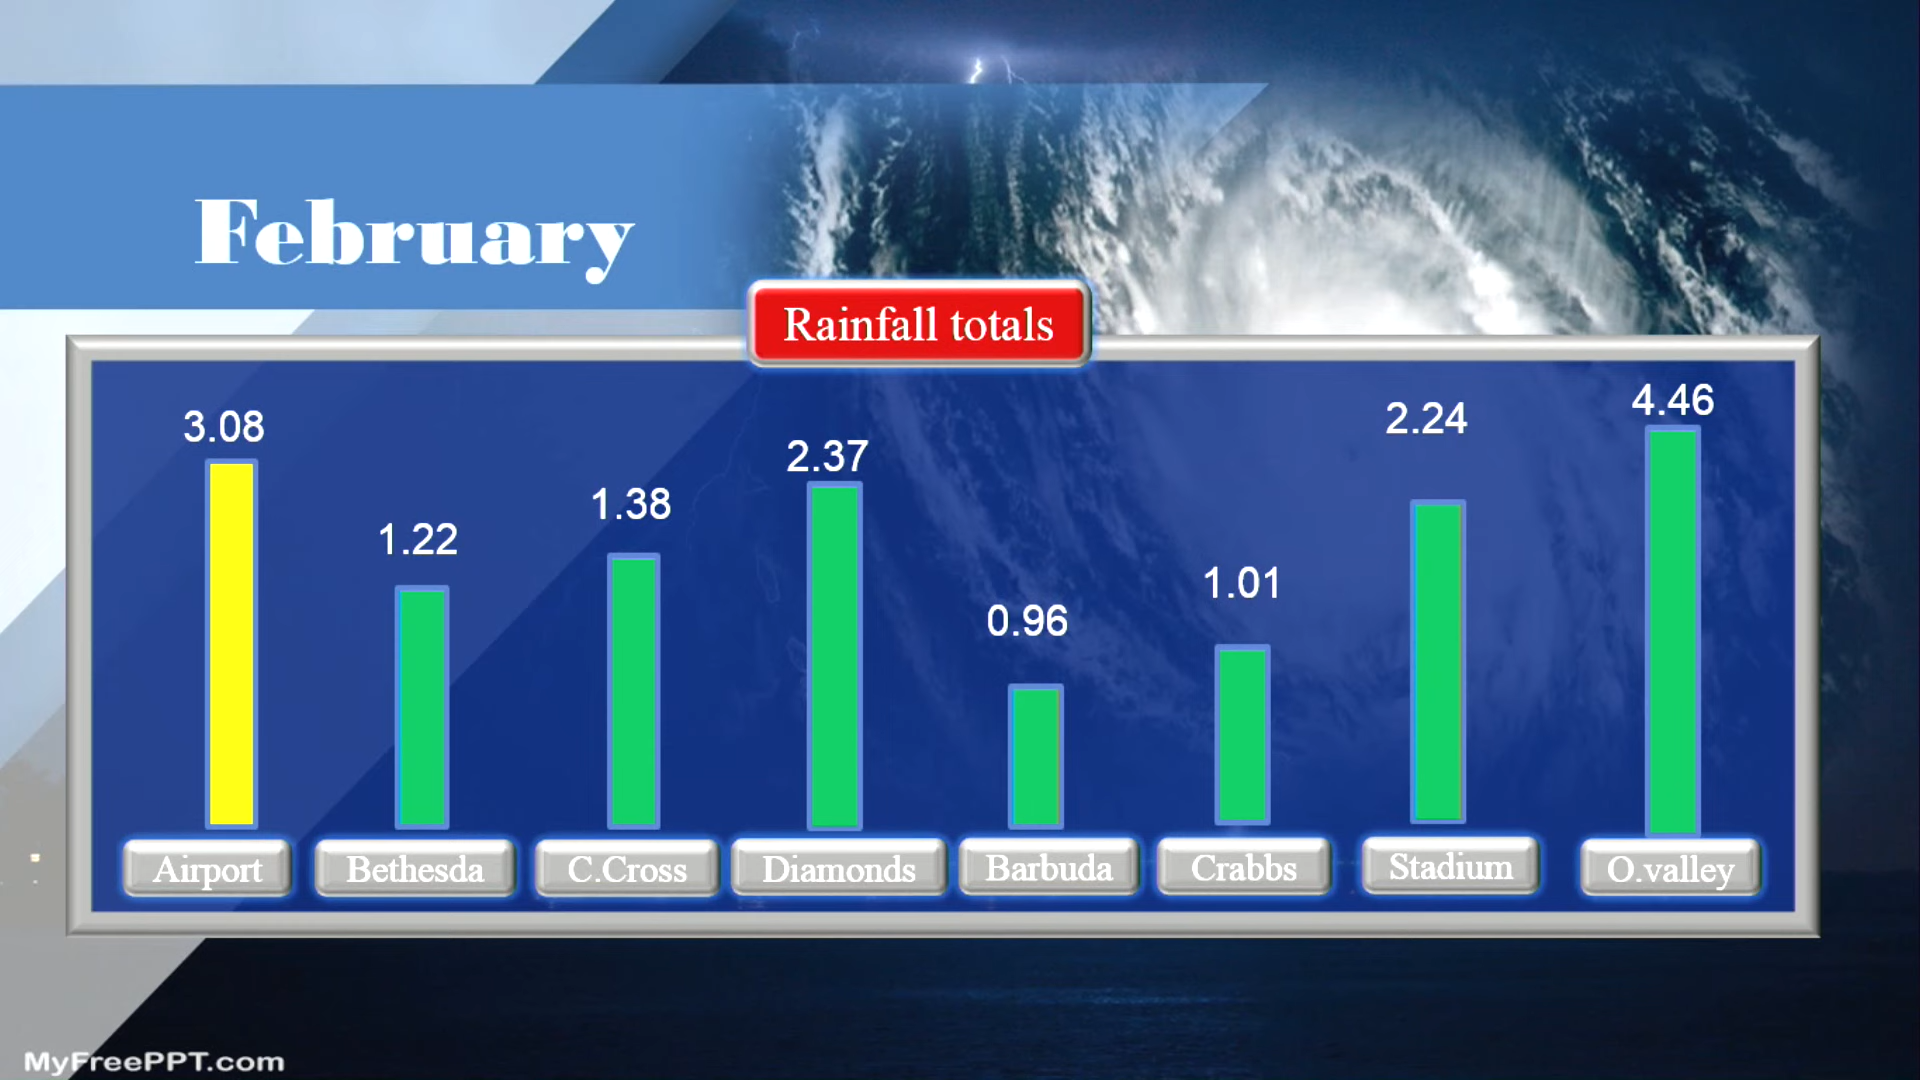 February
Rainfall totals
3.08
1.22
1.38
2.37
0.96
1.01
2.24
4.46
Airport
Bethesda
C.Cross
Diamonds
Barbuda
Crabbs
Stadium
O.valley
MyFreePPT.com